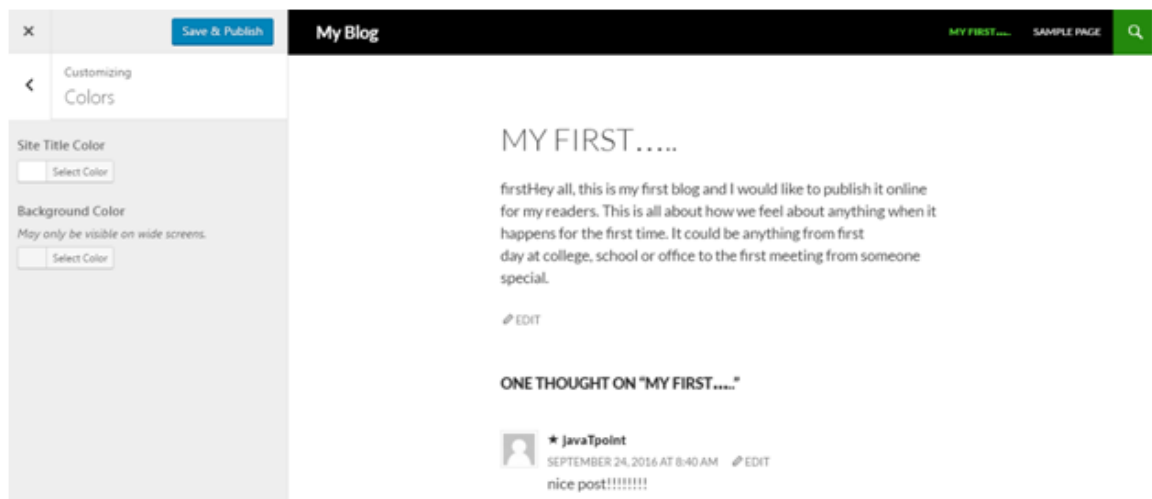 Save & Publish
Customizing
Colors
Site Title Color
Select Color
Background Color
May only be visible on wide screens.
Select Color
My Blog
MY FIRST.....
SAMPLE PAGE
MY FIRST.....
firstHey all, this is my first blog and I would like to publish it online
for my readers. This is all about how we feel about anything when it
happens for the first time. It could be anything from first
day at college, school or office to the first meeting from someone
special.
EDIT
ONE THOUGHT ON “MY FIRST.....”
★ javaTpoint
SEPTEMBER 24, 2016 AT 8:40 AM EDIT
nice post!!!!!!!!